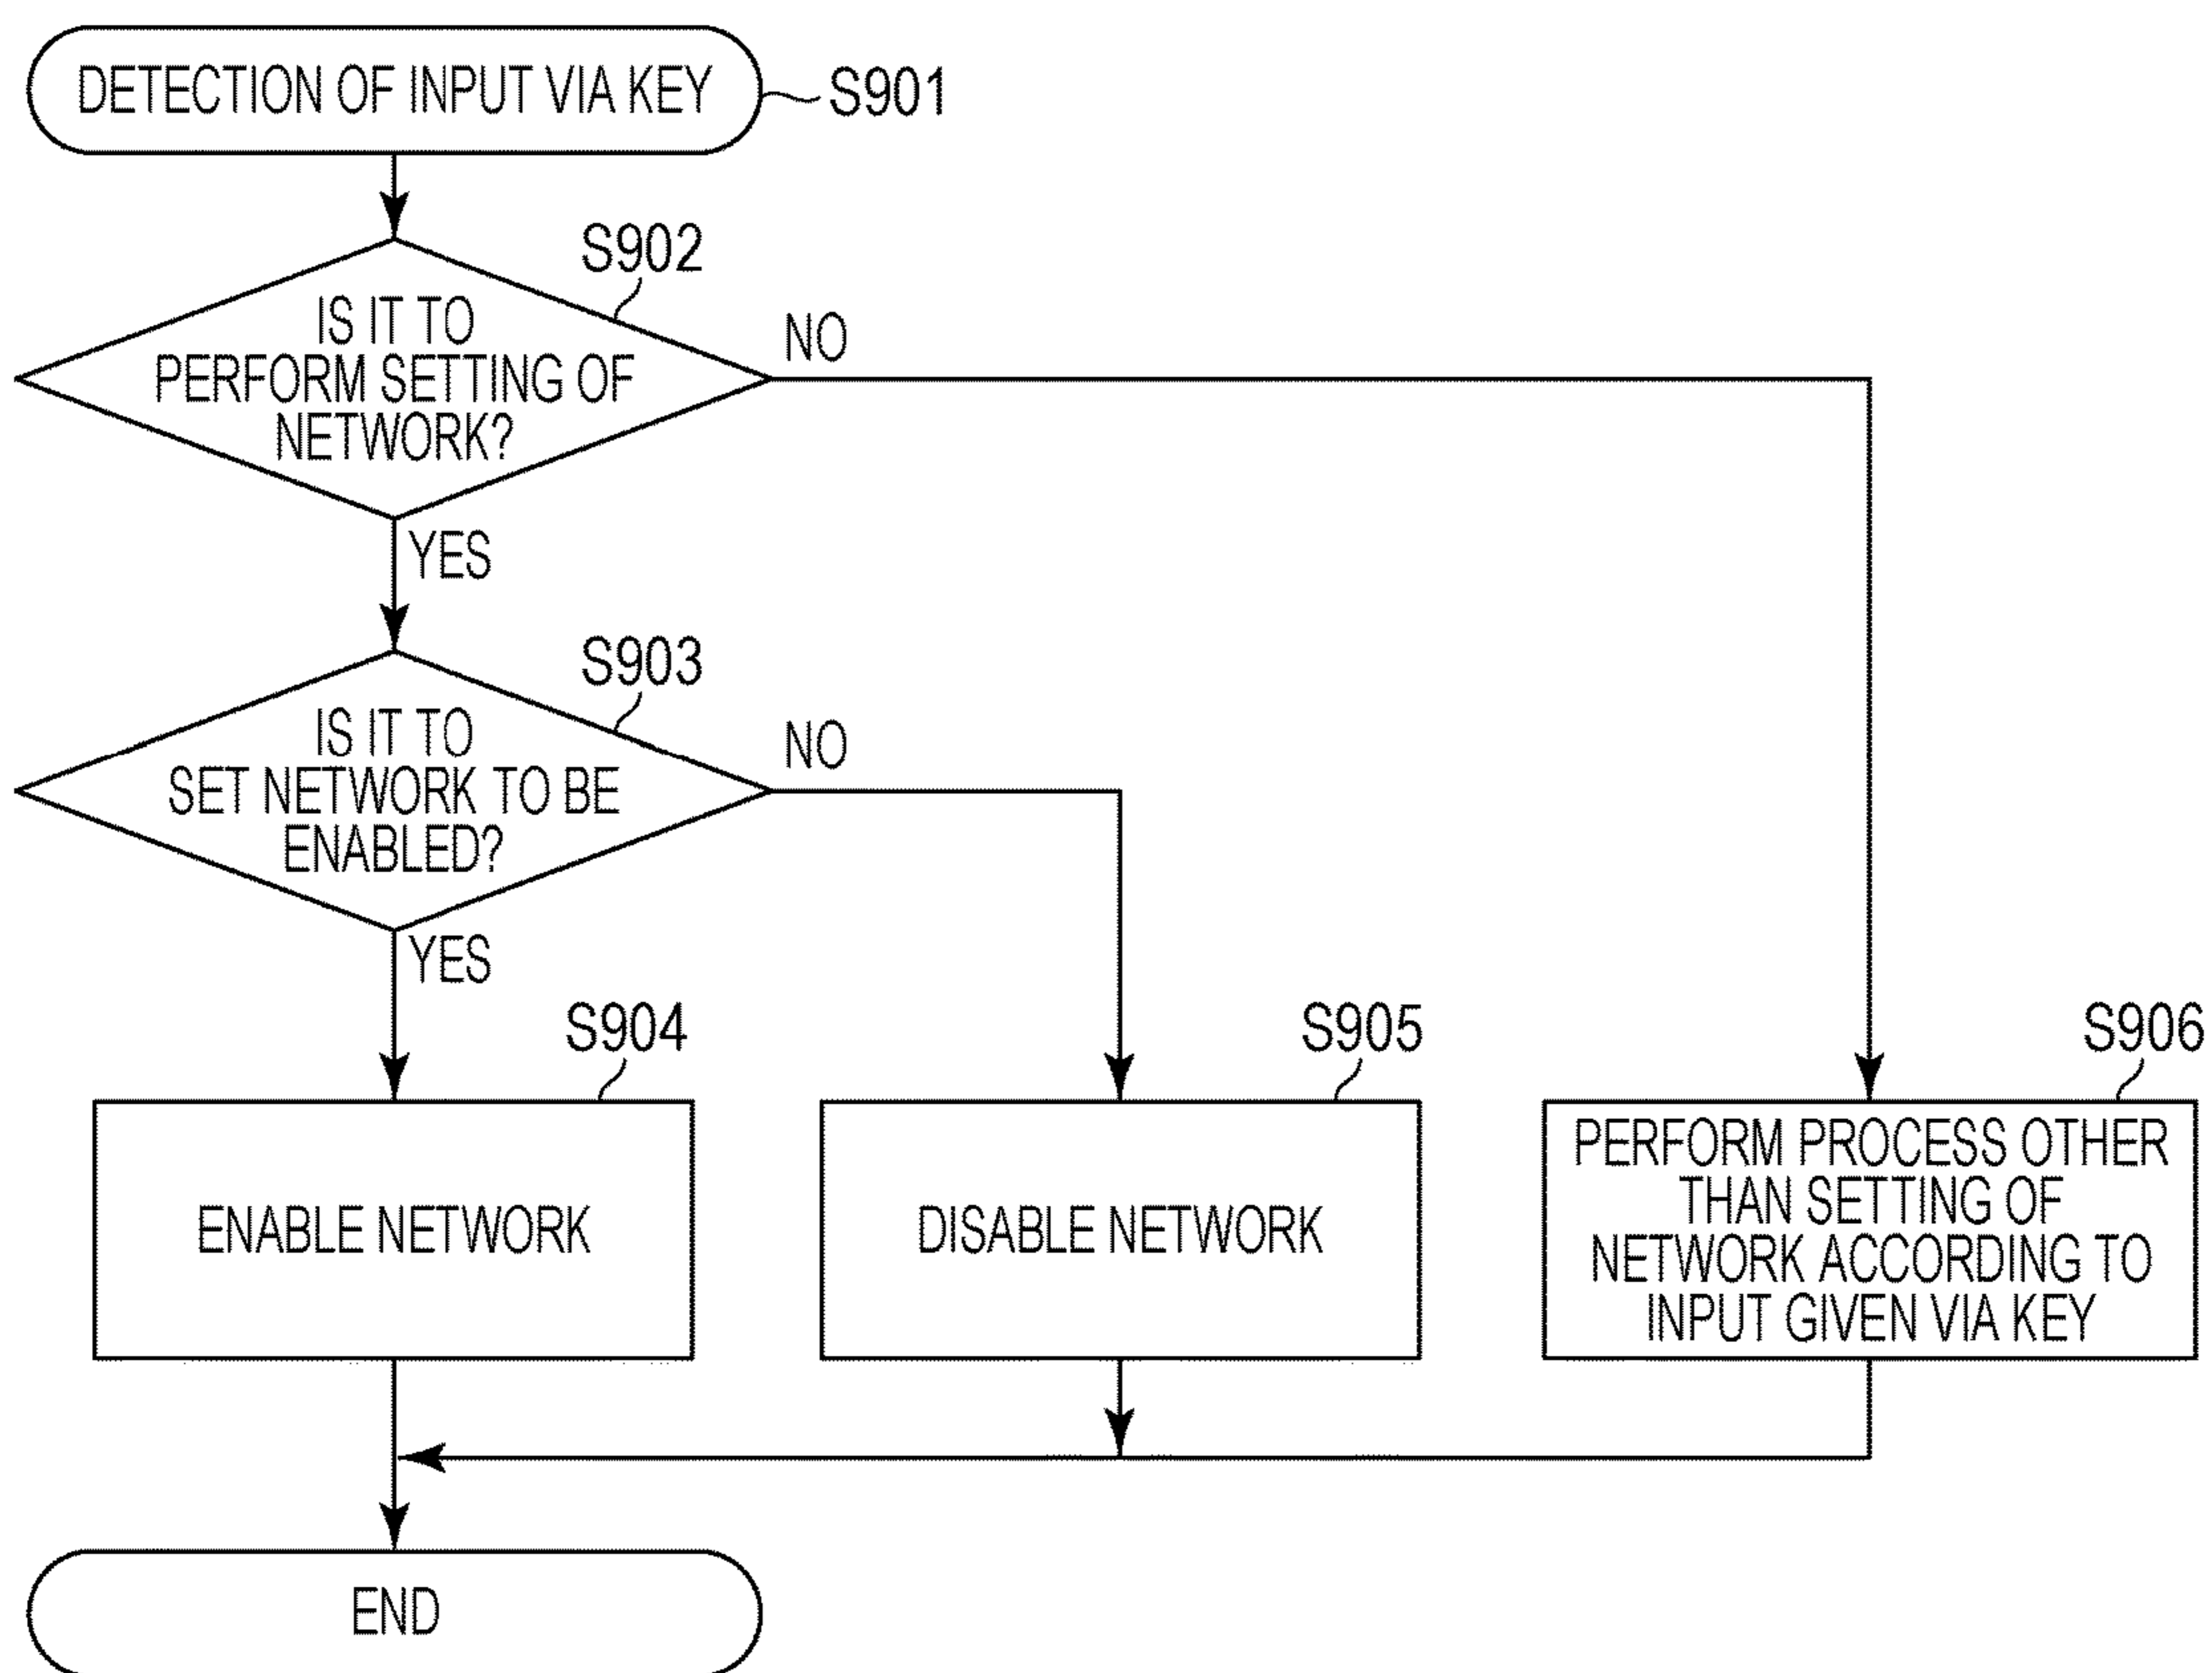 DETECTION OF INPUT VIA KEY
S901
S902
IS IT TO
PERFORM SETTING OF
NETWORK?
NO
YES
S903
IS IT TO
SET NETWORK TO BE
ENABLED?
NO
YES
S904
ENABLE NETWORK
S905
DISABLE NETWORK
S906
PERFORM PROCESS OTHER
THAN SETTING OF
NETWORK ACCORDING TO
INPUT GIVEN VIA KEY
END